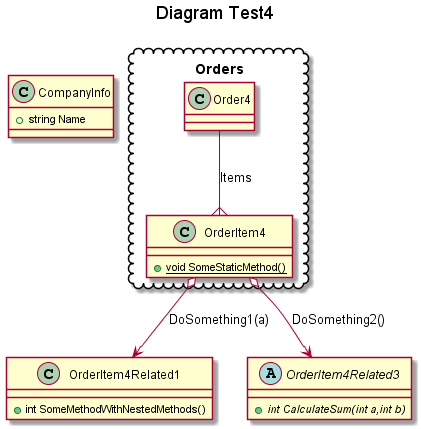 Diagram Test4
Orders
C CompanyInfo
string Name
C Order4
Items
C OrderItem4
void SomeStaticMethod()
DoSomething1(a)
DoSomething2()
C OrderItem4Related1
int SomeMethodWithNestedMethods()
A OrderItem4Related3
int CalculateSum(int a,int b)